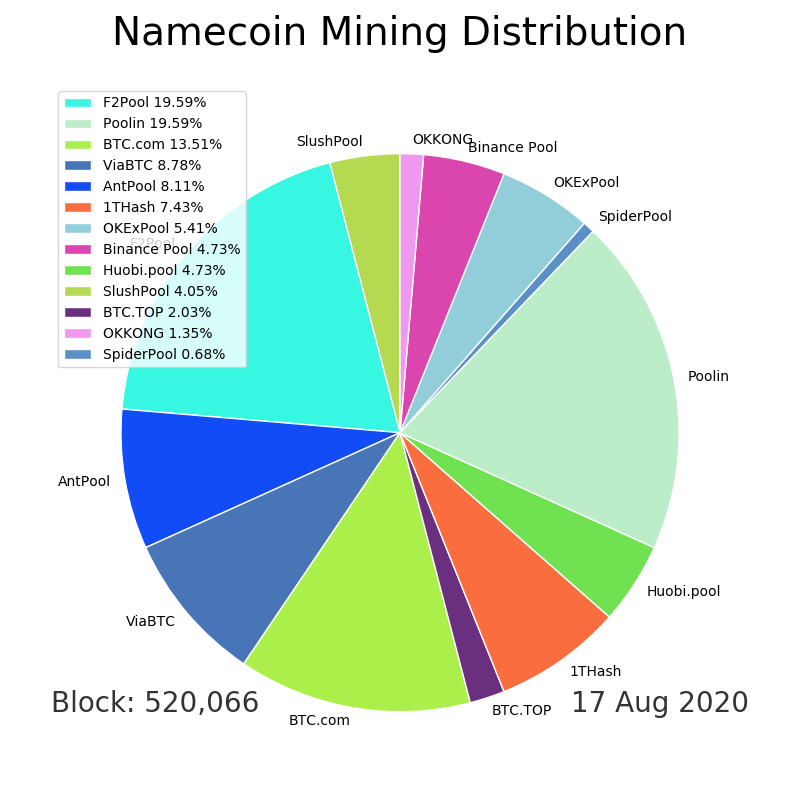 Namecoin Mining Distribution
F2Pool 19.59%
Poolin 19.59%
BTC.com 13.51%
ViaBTC 8.78%
AntPool 8.11%
1THash 7.43%
OKExPool 5.41%
Binance Pool 4.73%
Huobi.pool 4.73%
SlushPool 4.05%
BTC.TOP 2.03%
OKKONG 1.35%
SpiderPool 0.68%
SlushPool
OKKONG
Binance Pool
OKExPool
SpiderPool
F2Pool
Poolin
AntPool
Huobi.pool
ViaBTC
1THash
BTC.TOP
BTC.com
Block: 520,066
17 Aug 2020